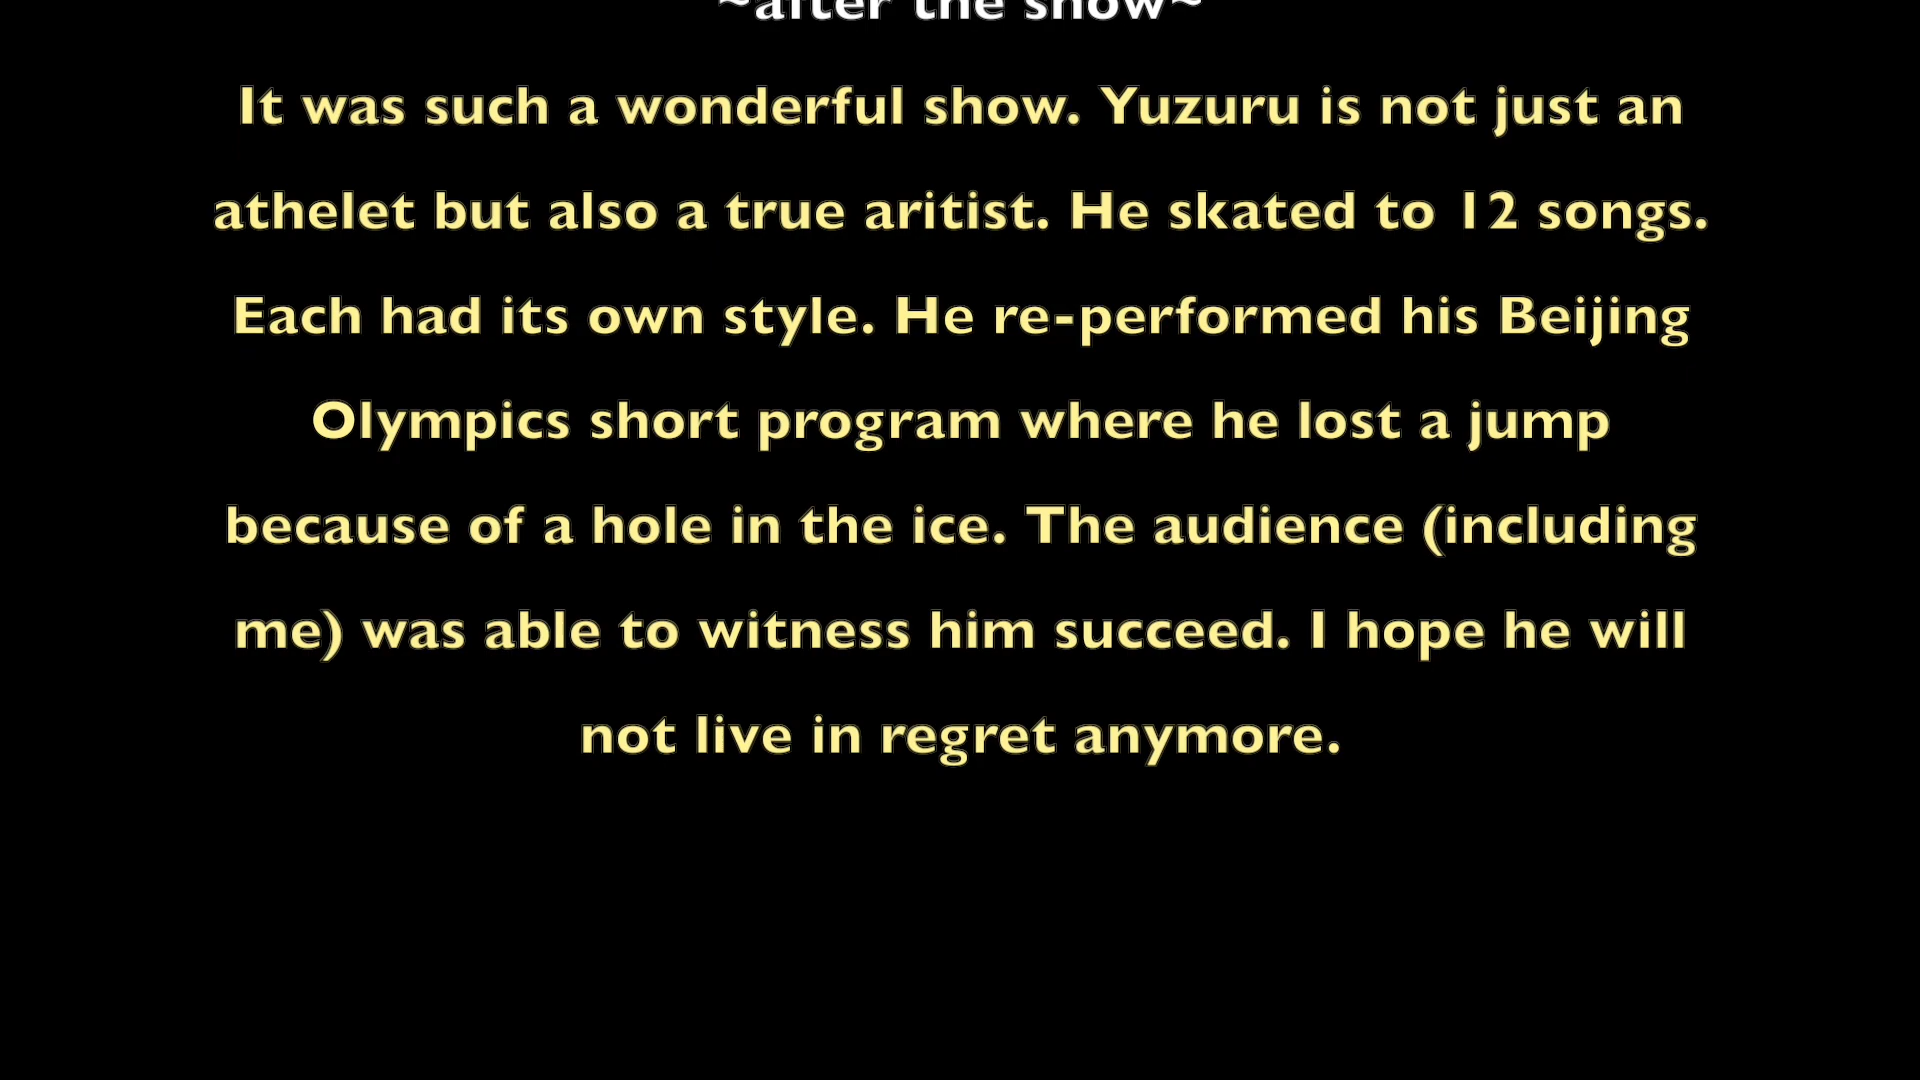 ~after the show~
It was such a wonderful show. Yuzuru is not just an
athelet but also a true aritist. He skated to 12 songs.
Each had its own style. He re-performed his Beijing
Olympics short program where he lost a jump
because of a hole in the ice. The audience (including
me) was able to witness him succeed. I hope he will
not live in regret anymore.